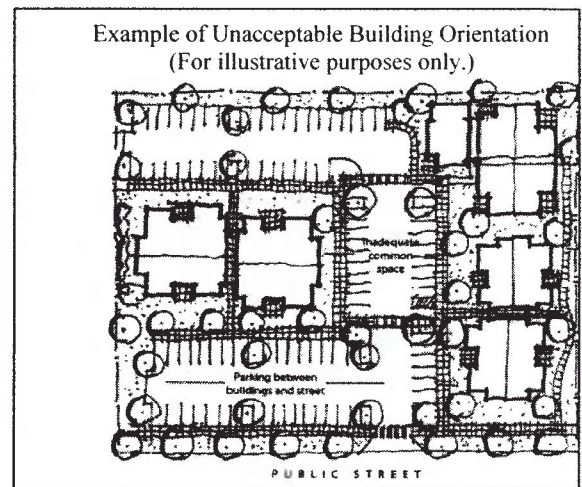 Example of Unacceptable Building Orientation
(For illustrative purposes only.)
Inadequate
common
space
Parking between
buildings and street
PUBLIC STREET